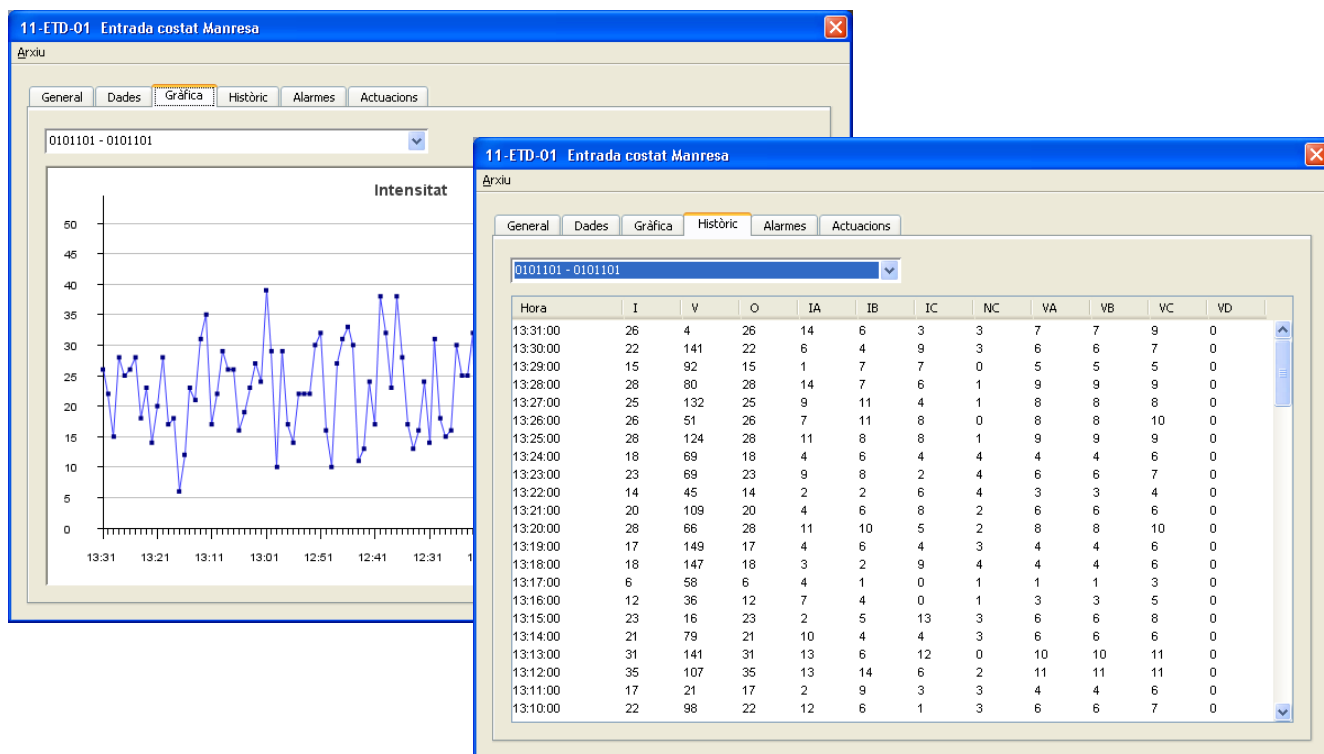 11-ETD-01 Entrada costat Manresa
Arxiu
General Dades Gràfica Històric Alarmes Actuacions
0101101 - 0101101
Intensitat
50
45
40
35
30
25
20
15
10
5
0
13:31 13:21 13:11 13:01 12:51 12:41 12:31 1
11-ETD-01 Entrada costat Manresa
Arxiu
General Dades Gràfica Històric Alarmes Actuacions
0101101 - 0101101
Hora I V O IA IB IC NC VA VB VC VD
13:31:00 26 4 26 14 6 3 3 7 7 9 0
13:30:00 22 141 22 6 4 9 3 6 6 7 0
13:29:00 15 92 15 1 7 7 0 5 5 5 0
13:28:00 28 80 28 14 7 6 1 9 9 9 0
13:27:00 25 132 25 9 11 4 1 8 8 8 0
13:26:00 26 51 26 7 11 8 0 8 8 10 0
13:25:00 28 124 28 11 8 8 1 9 9 9 0
13:24:00 18 69 18 4 6 4 4 4 4 6 0
13:23:00 23 69 23 9 8 2 4 6 6 7 0
13:22:00 14 45 14 2 2 6 4 3 3 4 0
13:21:00 20 109 20 4 6 8 2 6 6 6 0
13:20:00 28 66 28 11 10 5 2 8 8 10 0
13:19:00 17 149 17 4 6 4 3 4 4 6 0
13:18:00 18 147 18 3 2 9 4 4 4 6 0
13:17:00 6 58 6 4 1 0 1 1 1 3 0
13:16:00 12 36 12 7 4 0 1 3 3 5 0
13:15:00 23 16 23 2 5 13 3 6 6 8 0
13:14:00 21 79 21 10 4 4 3 6 6 6 0
13:13:00 31 141 31 13 6 12 0 10 10 11 0
13:12:00 35 107 35 13 14 6 2 11 11 11 0
13:11:00 17 21 17 2 9 3 3 4 4 6 0
13:10:00 22 98 22 12 6 1 3 6 6 7 0